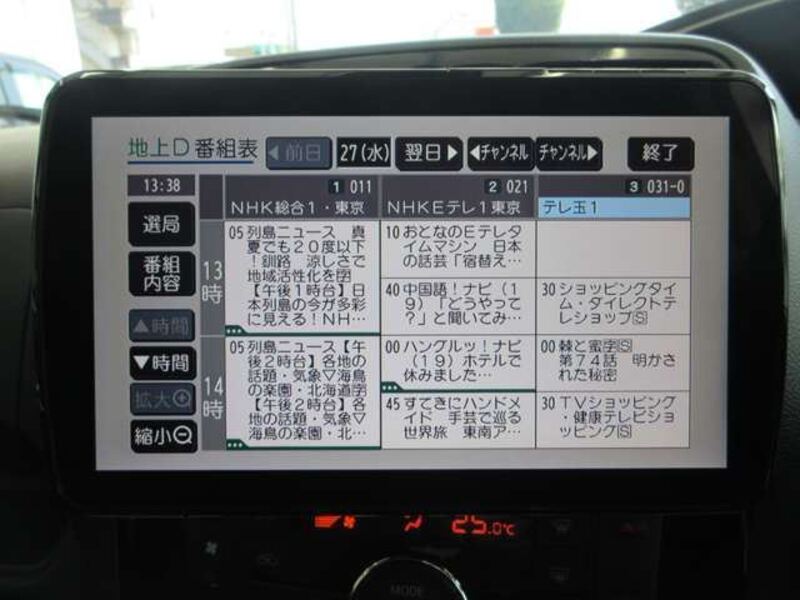 地上D 番組表
◀前日
27(水)
翌日▶
◀チャンネル
チャンネル▶
終了
13:38
1 011
2 021
3 031-0
選局
NHK総合1・東京
NHKEテレ1東京
テレ玉1
番組
内容
▲時間
▼時間
拡大
縮小
13
時
05 列島ニュース 真
夏でも20度以下
!釧路 涼しさで
地域活性化を 字
【午後1時台】日
本列島の今が多彩
に見える!NH…
10 おとなのEテレタ
イムマシン 日本
の話芸「宿替え…
40 中国語!ナビ(1
9)「どうやって
?」と聞いてみ…
30 ショッピングタイ
ム・ダイレクトテ
レショップ🅂
14
時
05 列島ニュース【午
後2時台】各地の
話題・気象▽海鳥
の楽園・北海道 字
【午後2時台】各
地の話題・気象▽
海鳥の楽園・北…
00 ハングルッ!ナビ
(19)ホテルで
休みました…
45 すてきにハンドメ
イド 手芸で巡る
世界旅 東南ア…
00 棘と蜜 字 S
第74話 明かさ
れた秘密
30 TVショッピング
・健康テレビショ
ッピング S
25.0℃
MODE